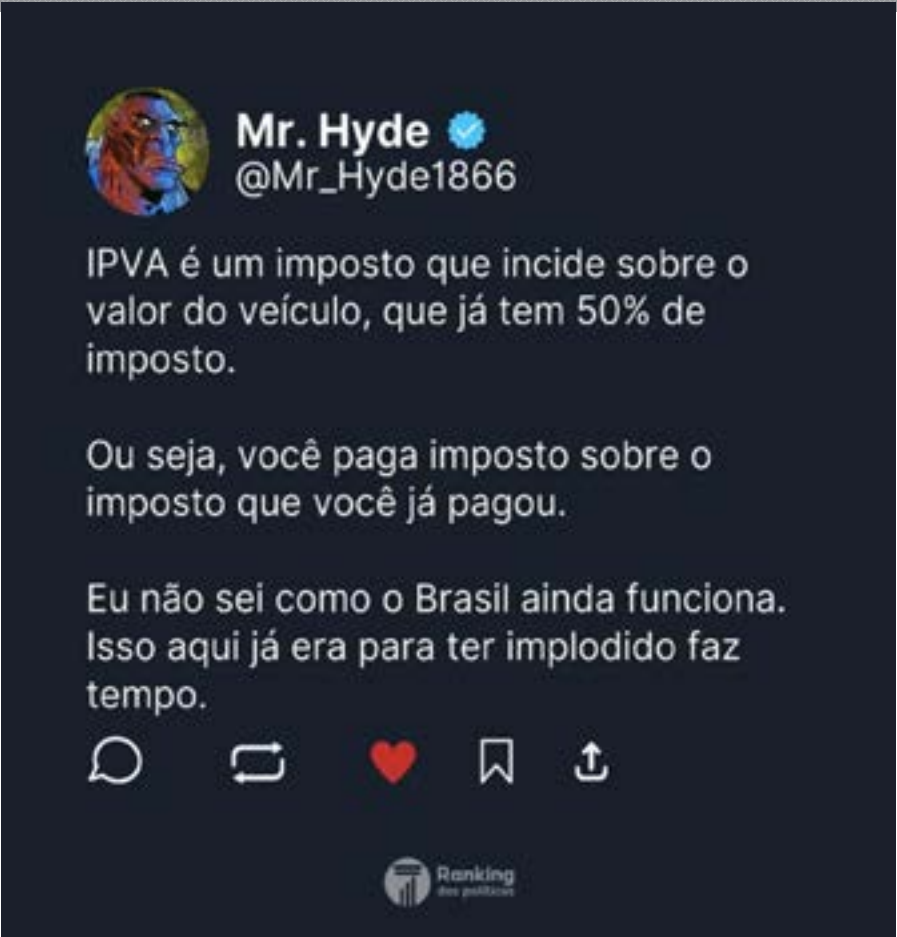 Mr. Hyde
@Mr_Hyde1866
IPVA é um imposto que incide sobre o
valor do veículo, que já tem 50% de
imposto.
Ou seja, você paga imposto sobre o
imposto que você já pagou.
Eu não sei como o Brasil ainda funciona.
Isso aqui já era para ter implodido faz
tempo.
Ranking
dos políticos